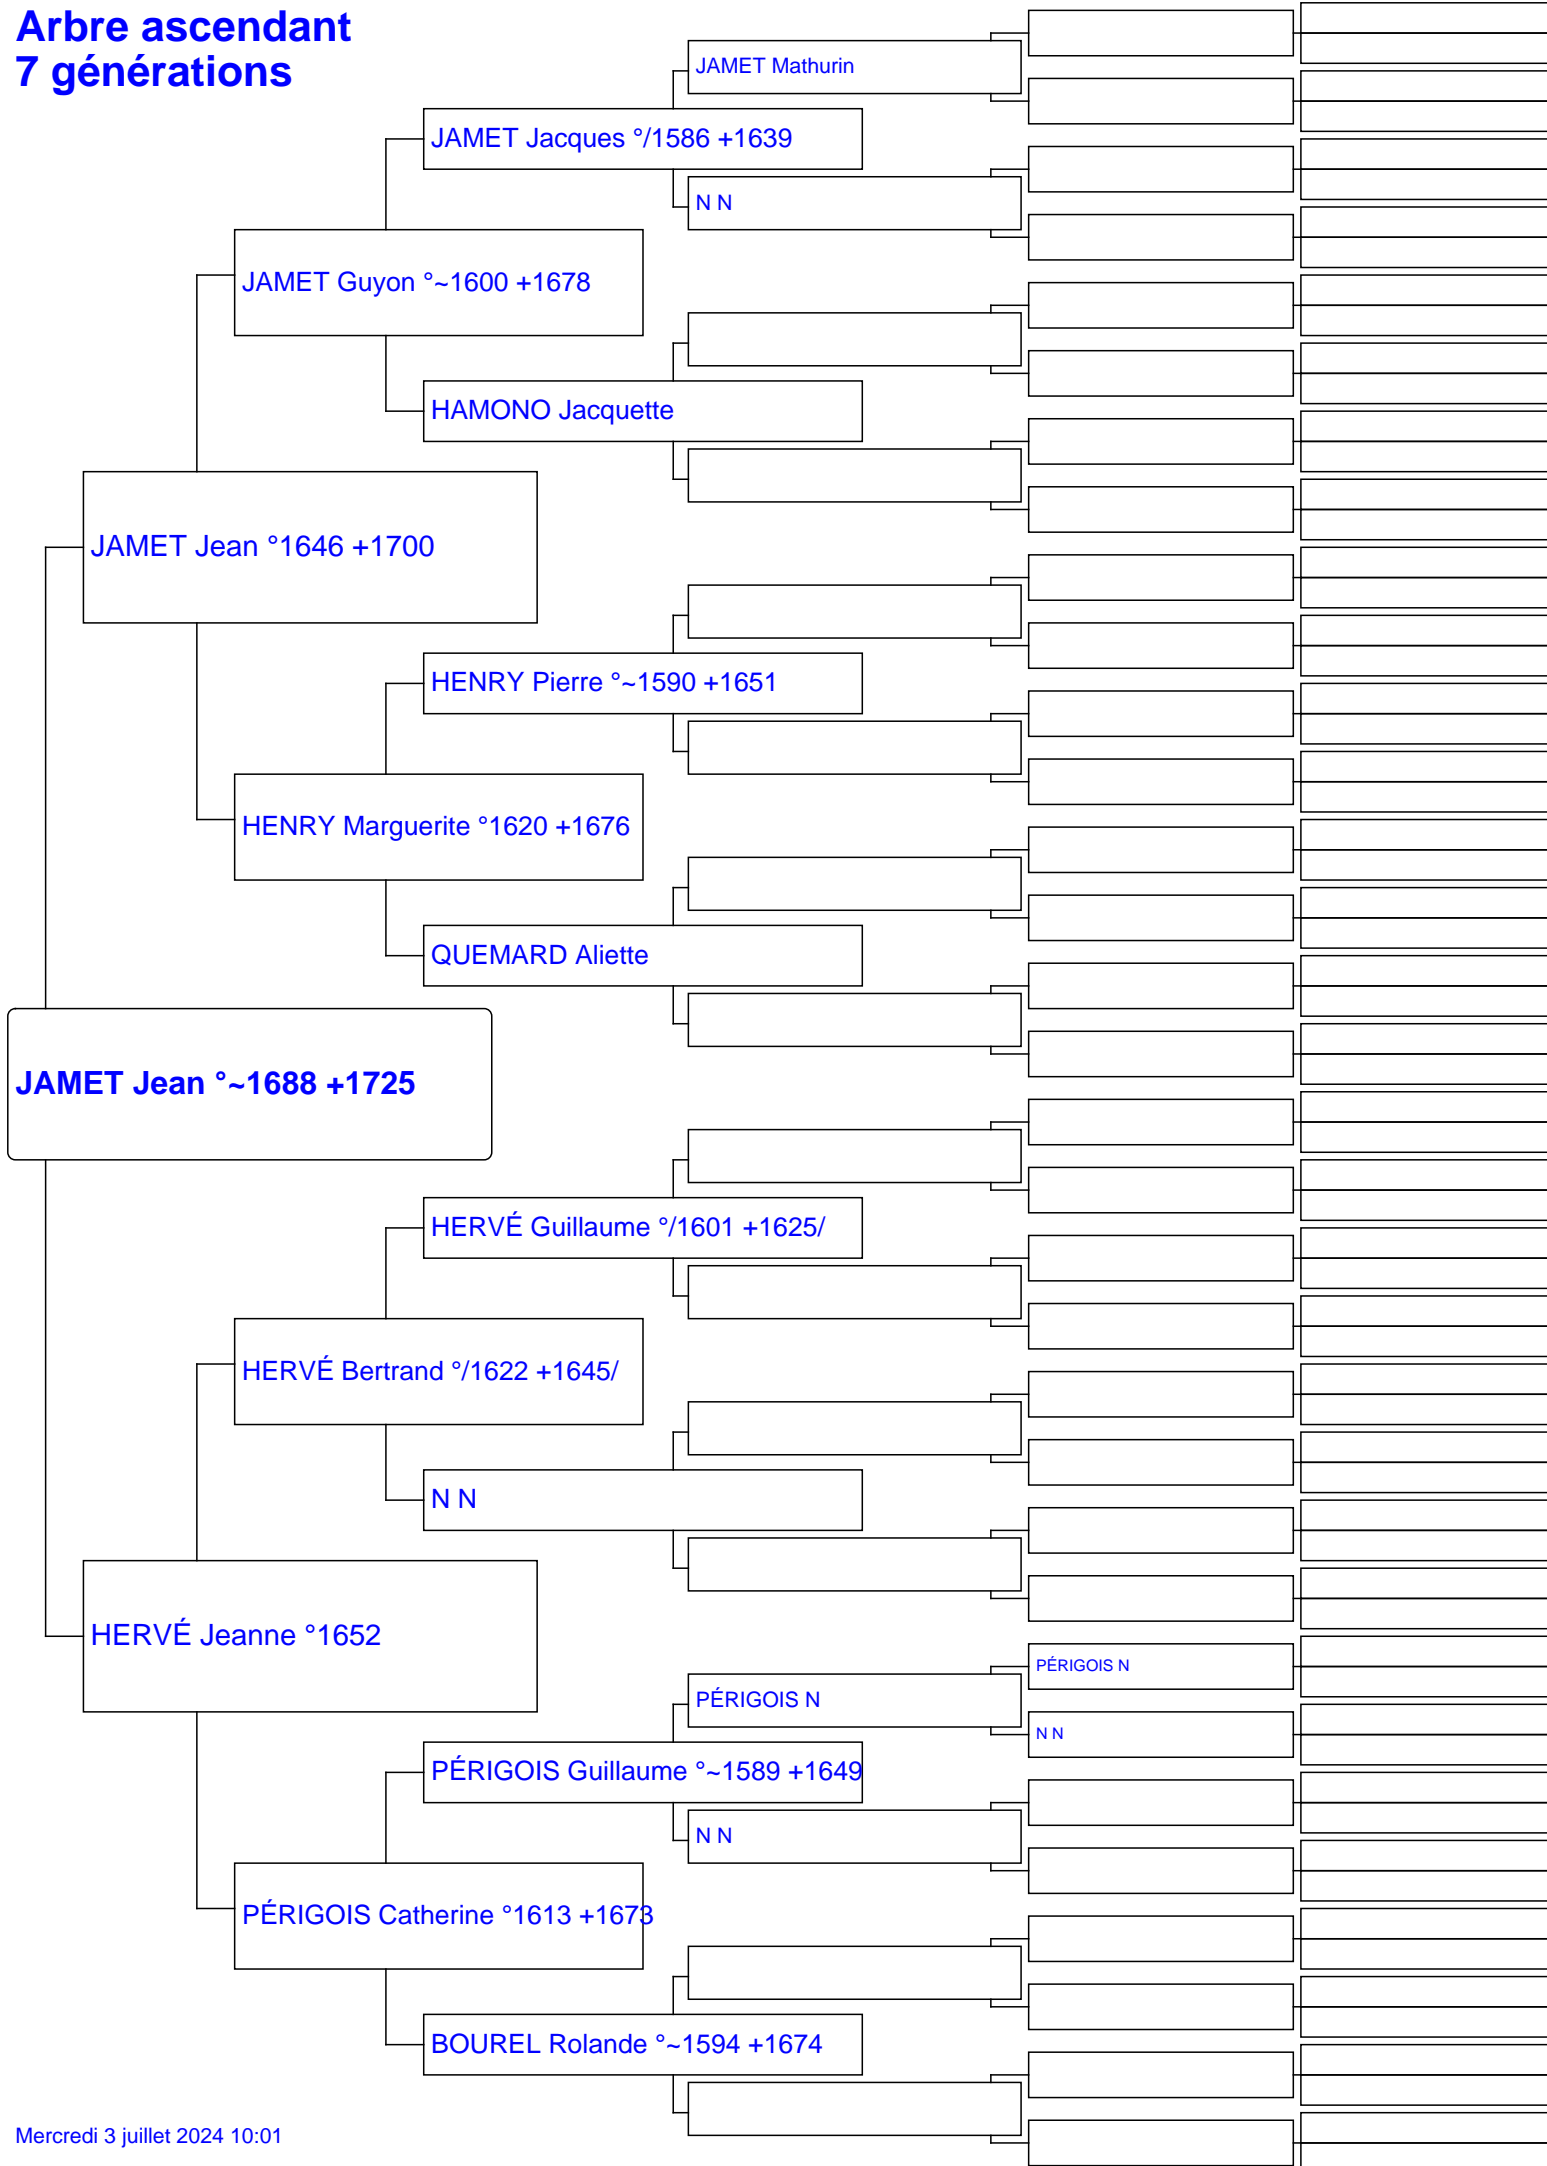 Arbre ascendant
7 générations
JAMET Mathurin
JAMET Jacques °/1586 +1639
N N
JAMET Guyon °~1600 +1678
HAMONO Jacquette
JAMET Jean °1646 +1700
HENRY Pierre °~1590 +1651
HENRY Marguerite °1620 +1676
QUEMARD Aliette
JAMET Jean °~1688 +1725
HERVÉ Guillaume °/1601 +1625/
HERVÉ Bertrand °/1622 +1645/
N N
HERVÉ Jeanne °1652
PÉRIGOIS N
PÉRIGOIS N
N N
PÉRIGOIS Guillaume °~1589 +1649
N N
PÉRIGOIS Catherine °1613 +1673
BOUREL Rolande °~1594 +1674
Mercredi 3 juillet 2024 10:01